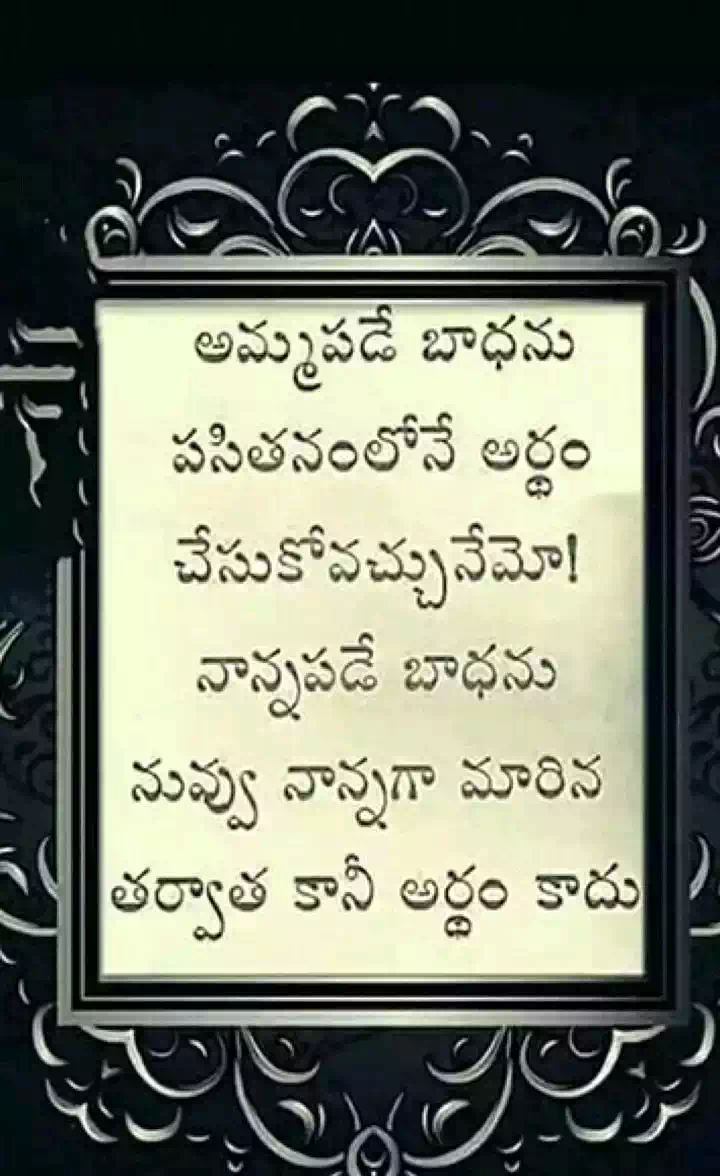 అమ్మపడే బాధను
పసితనంలోనే అర్థం
చేసుకోవచ్చునేమో!
నాన్నపడే బాధను
నువ్వు నాన్నగా మారిన
తర్వాత కానీ అర్థం కాదు